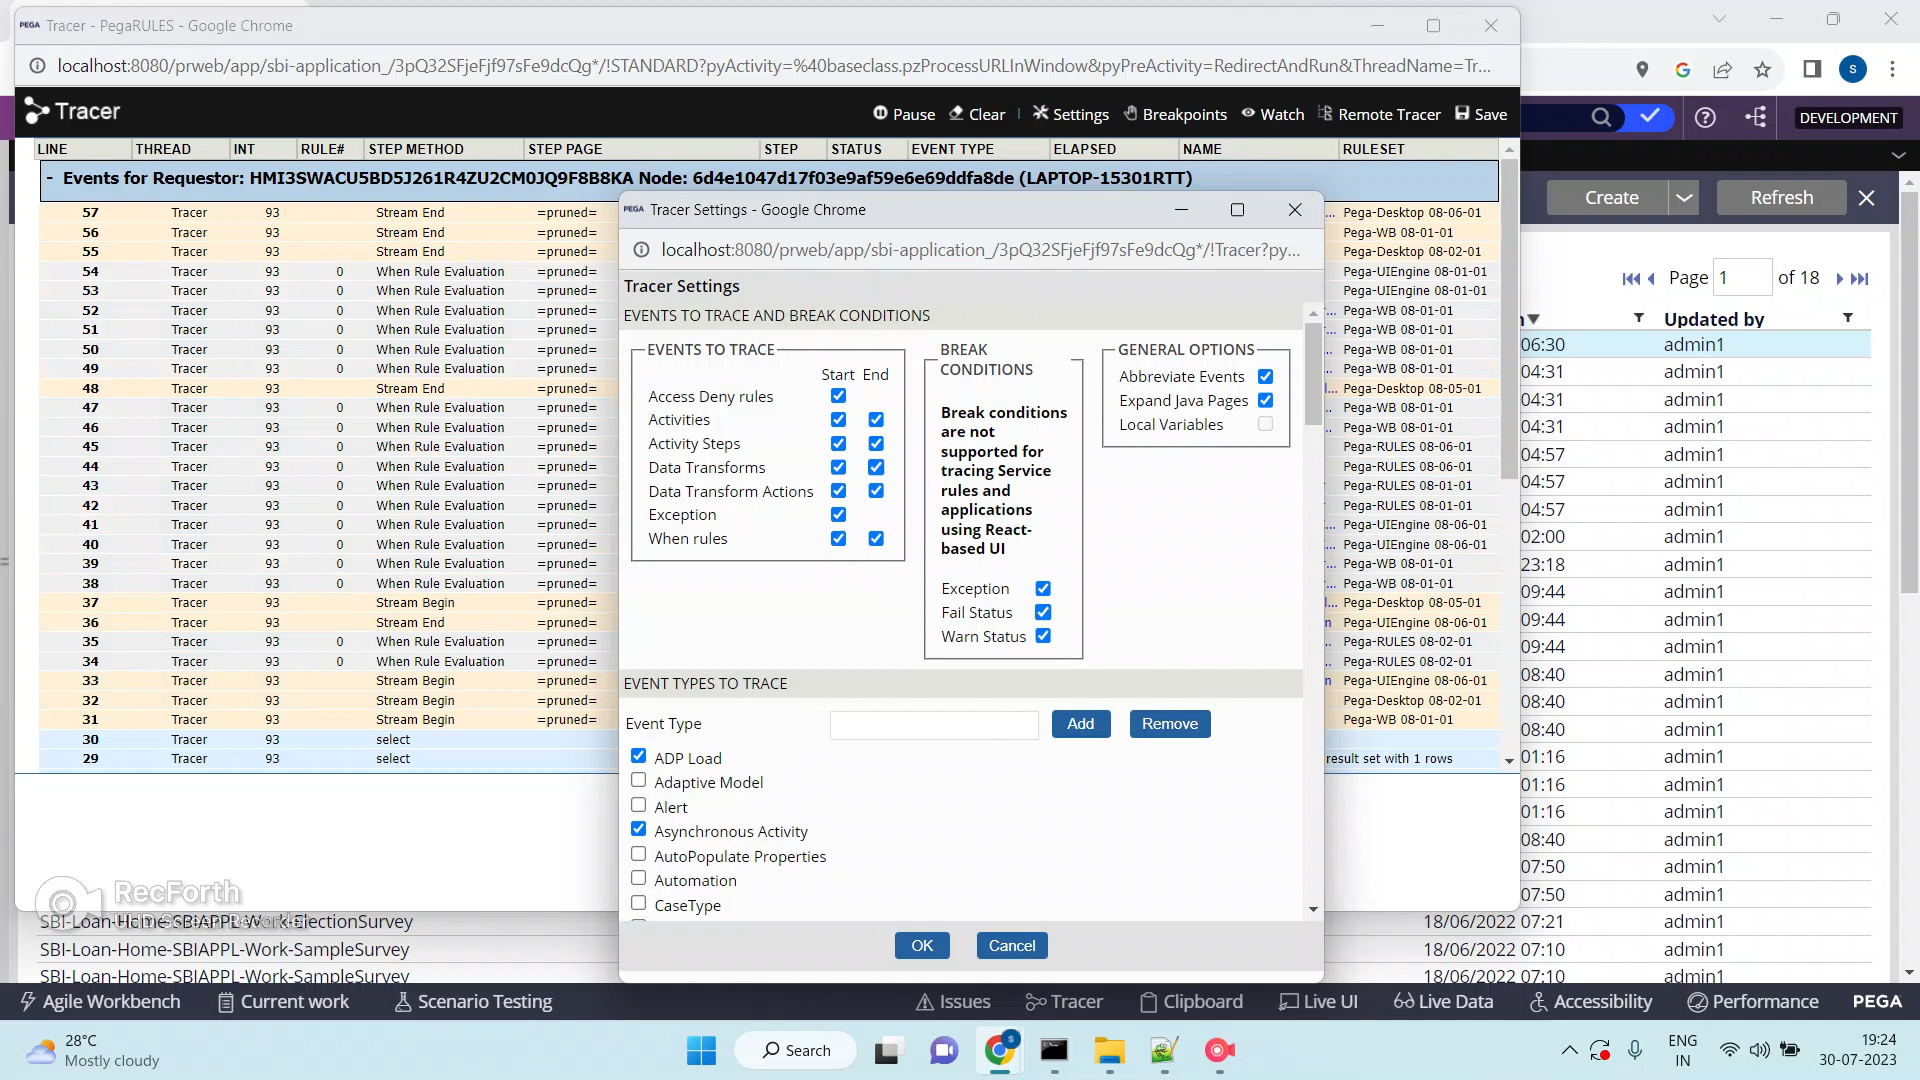 PEGA Tracer - PegaRULES - Google Chrome
localhost:8080/prweb/app/sbi-application_/3pQ32SFjeFjf97sFe9dcQg*/!STANDARD?pyActivity=%40baseclass.pzProcessURLInWindow&pyPreActivity=RedirectAndRun&ThreadName=Tr...
S
Tracer Pause Clear Settings Breakpoints Watch Remote Tracer Save
DEVELOPMENT
LINE THREAD INT RULE# STEP METHOD STEP PAGE STEP STATUS EVENT TYPE ELAPSED NAME RULESET
- Events for Requestor: HMI3SWACU5BD5J261R4ZU2CM0JQ9F8B8KA Node: 6d4e1047d17f03e9af59e6e69ddfa8de (LAPTOP-15301RTT)
Create Refresh
57 Tracer 93 Stream End =pruned= ... Pega-Desktop 08-06-01
56 Tracer 93 Stream End =pruned= Pega-WB 08-01-01
55 Tracer 93 Stream End =pruned= Pega-Desktop 08-02-01
54 Tracer 93 0 When Rule Evaluation =pruned= Pega-UIEngine 08-01-01
53 Tracer 93 0 When Rule Evaluation =pruned= Pega-UIEngine 08-01-01
52 Tracer 93 0 When Rule Evaluation =pruned= Pega-WB 08-01-01
51 Tracer 93 0 When Rule Evaluation =pruned= Pega-WB 08-01-01
50 Tracer 93 0 When Rule Evaluation =pruned= Pega-WB 08-01-01
49 Tracer 93 0 When Rule Evaluation =pruned= Pega-WB 08-01-01
48 Tracer 93 Stream End =pruned= Pega-Desktop 08-05-01
47 Tracer 93 0 When Rule Evaluation =pruned= Pega-WB 08-01-01
46 Tracer 93 0 When Rule Evaluation =pruned= Pega-WB 08-01-01
45 Tracer 93 0 When Rule Evaluation =pruned= Pega-RULES 08-06-01
44 Tracer 93 0 When Rule Evaluation =pruned= Pega-RULES 08-06-01
43 Tracer 93 0 When Rule Evaluation =pruned= Pega-RULES 08-01-01
42 Tracer 93 0 When Rule Evaluation =pruned= Pega-RULES 08-01-01
41 Tracer 93 0 When Rule Evaluation =pruned= Pega-UIEngine 08-06-01
40 Tracer 93 0 When Rule Evaluation =pruned= Pega-UIEngine 08-06-01
39 Tracer 93 0 When Rule Evaluation =pruned= Pega-WB 08-01-01
38 Tracer 93 0 When Rule Evaluation =pruned= Pega-WB 08-01-01
37 Tracer 93 Stream Begin =pruned= Pega-Desktop 08-05-01
36 Tracer 93 Stream End =pruned= Pega-UIEngine 08-06-01
35 Tracer 93 0 When Rule Evaluation =pruned= Pega-RULES 08-02-01
34 Tracer 93 0 When Rule Evaluation =pruned= Pega-RULES 08-02-01
33 Tracer 93 Stream Begin =pruned= Pega-UIEngine 08-06-01
32 Tracer 93 Stream Begin =pruned= Pega-Desktop 08-02-01
31 Tracer 93 Stream Begin =pruned= Pega-WB 08-01-01
30 Tracer 93 select
29 Tracer 93 select result set with 1 rows
PEGA Tracer Settings - Google Chrome
localhost:8080/prweb/app/sbi-application_/3pQ32SFjeFjf97sFe9dcQg*/!Tracer?py...
Tracer Settings
EVENTS TO TRACE AND BREAK CONDITIONS
EVENTS TO TRACE
Start End
Access Deny rules
Activities
Activity Steps
Data Transforms
Data Transform Actions
Exception
When rules
BREAK
CONDITIONS
Break conditions
are not
supported for
tracing Service
rules and
applications
using React-
based UI
Exception
Fail Status
Warn Status
GENERAL OPTIONS
Abbreviate Events
Expand Java Pages
Local Variables
EVENT TYPES TO TRACE
Event Type Add Remove
ADP Load
Adaptive Model
Alert
Asynchronous Activity
AutoPopulate Properties
Automation
CaseType
OK Cancel
Page 1 of 18
Updated by
06:30 admin1
04:31 admin1
04:31 admin1
04:31 admin1
04:57 admin1
04:57 admin1
04:57 admin1
02:00 admin1
23:18 admin1
09:44 admin1
09:44 admin1
09:44 admin1
08:40 admin1
08:40 admin1
08:40 admin1
01:16 admin1
01:16 admin1
01:16 admin1
08:40 admin1
07:50 admin1
07:50 admin1
RecForth
UHD Screen Recorder
SBI-Loan-Home-SBIAPPL-Work-ElectionSurvey 18/06/2022 07:21 admin1
SBI-Loan-Home-SBIAPPL-Work-SampleSurvey 18/06/2022 07:10 admin1
SBI-Loan-Home-SBIAPPL-Work-SampleSurvey 18/06/2022 07:10 admin1
Agile Workbench Current work Scenario Testing Issues Tracer Clipboard Live UI Live Data Accessibility Performance PEGA
28°C
Mostly cloudy
Search
ENG
IN
19:24
30-07-2023